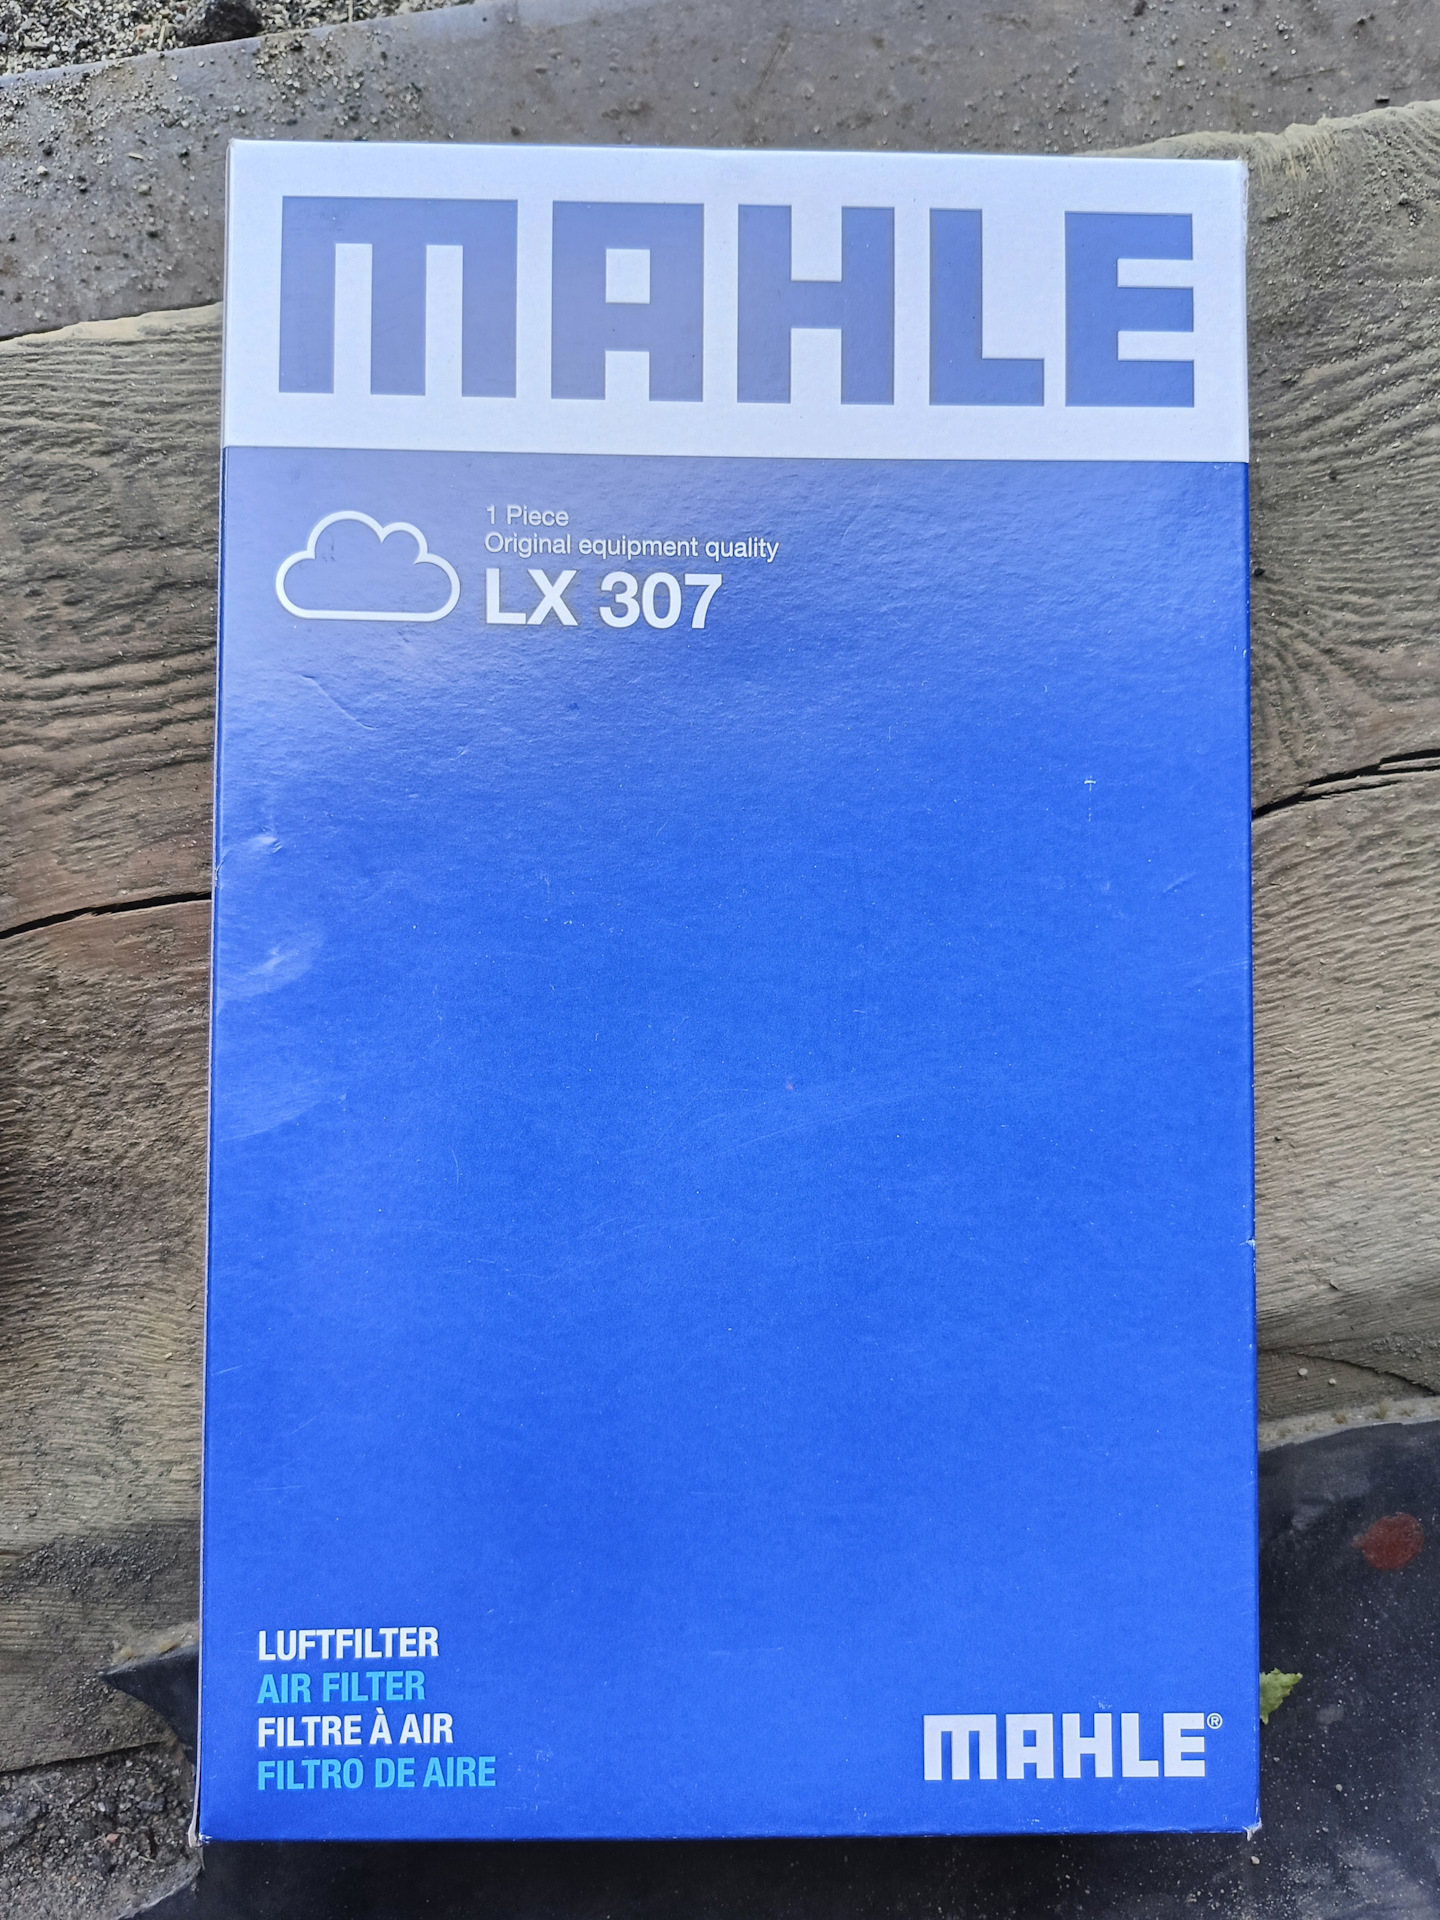 MAHLE
1 Piece
Original equipment quality
LX 307
LUFTFILTER
AIR FILTER
FILTRE À AIR
FILTRO DE AIRE
MAHLE®